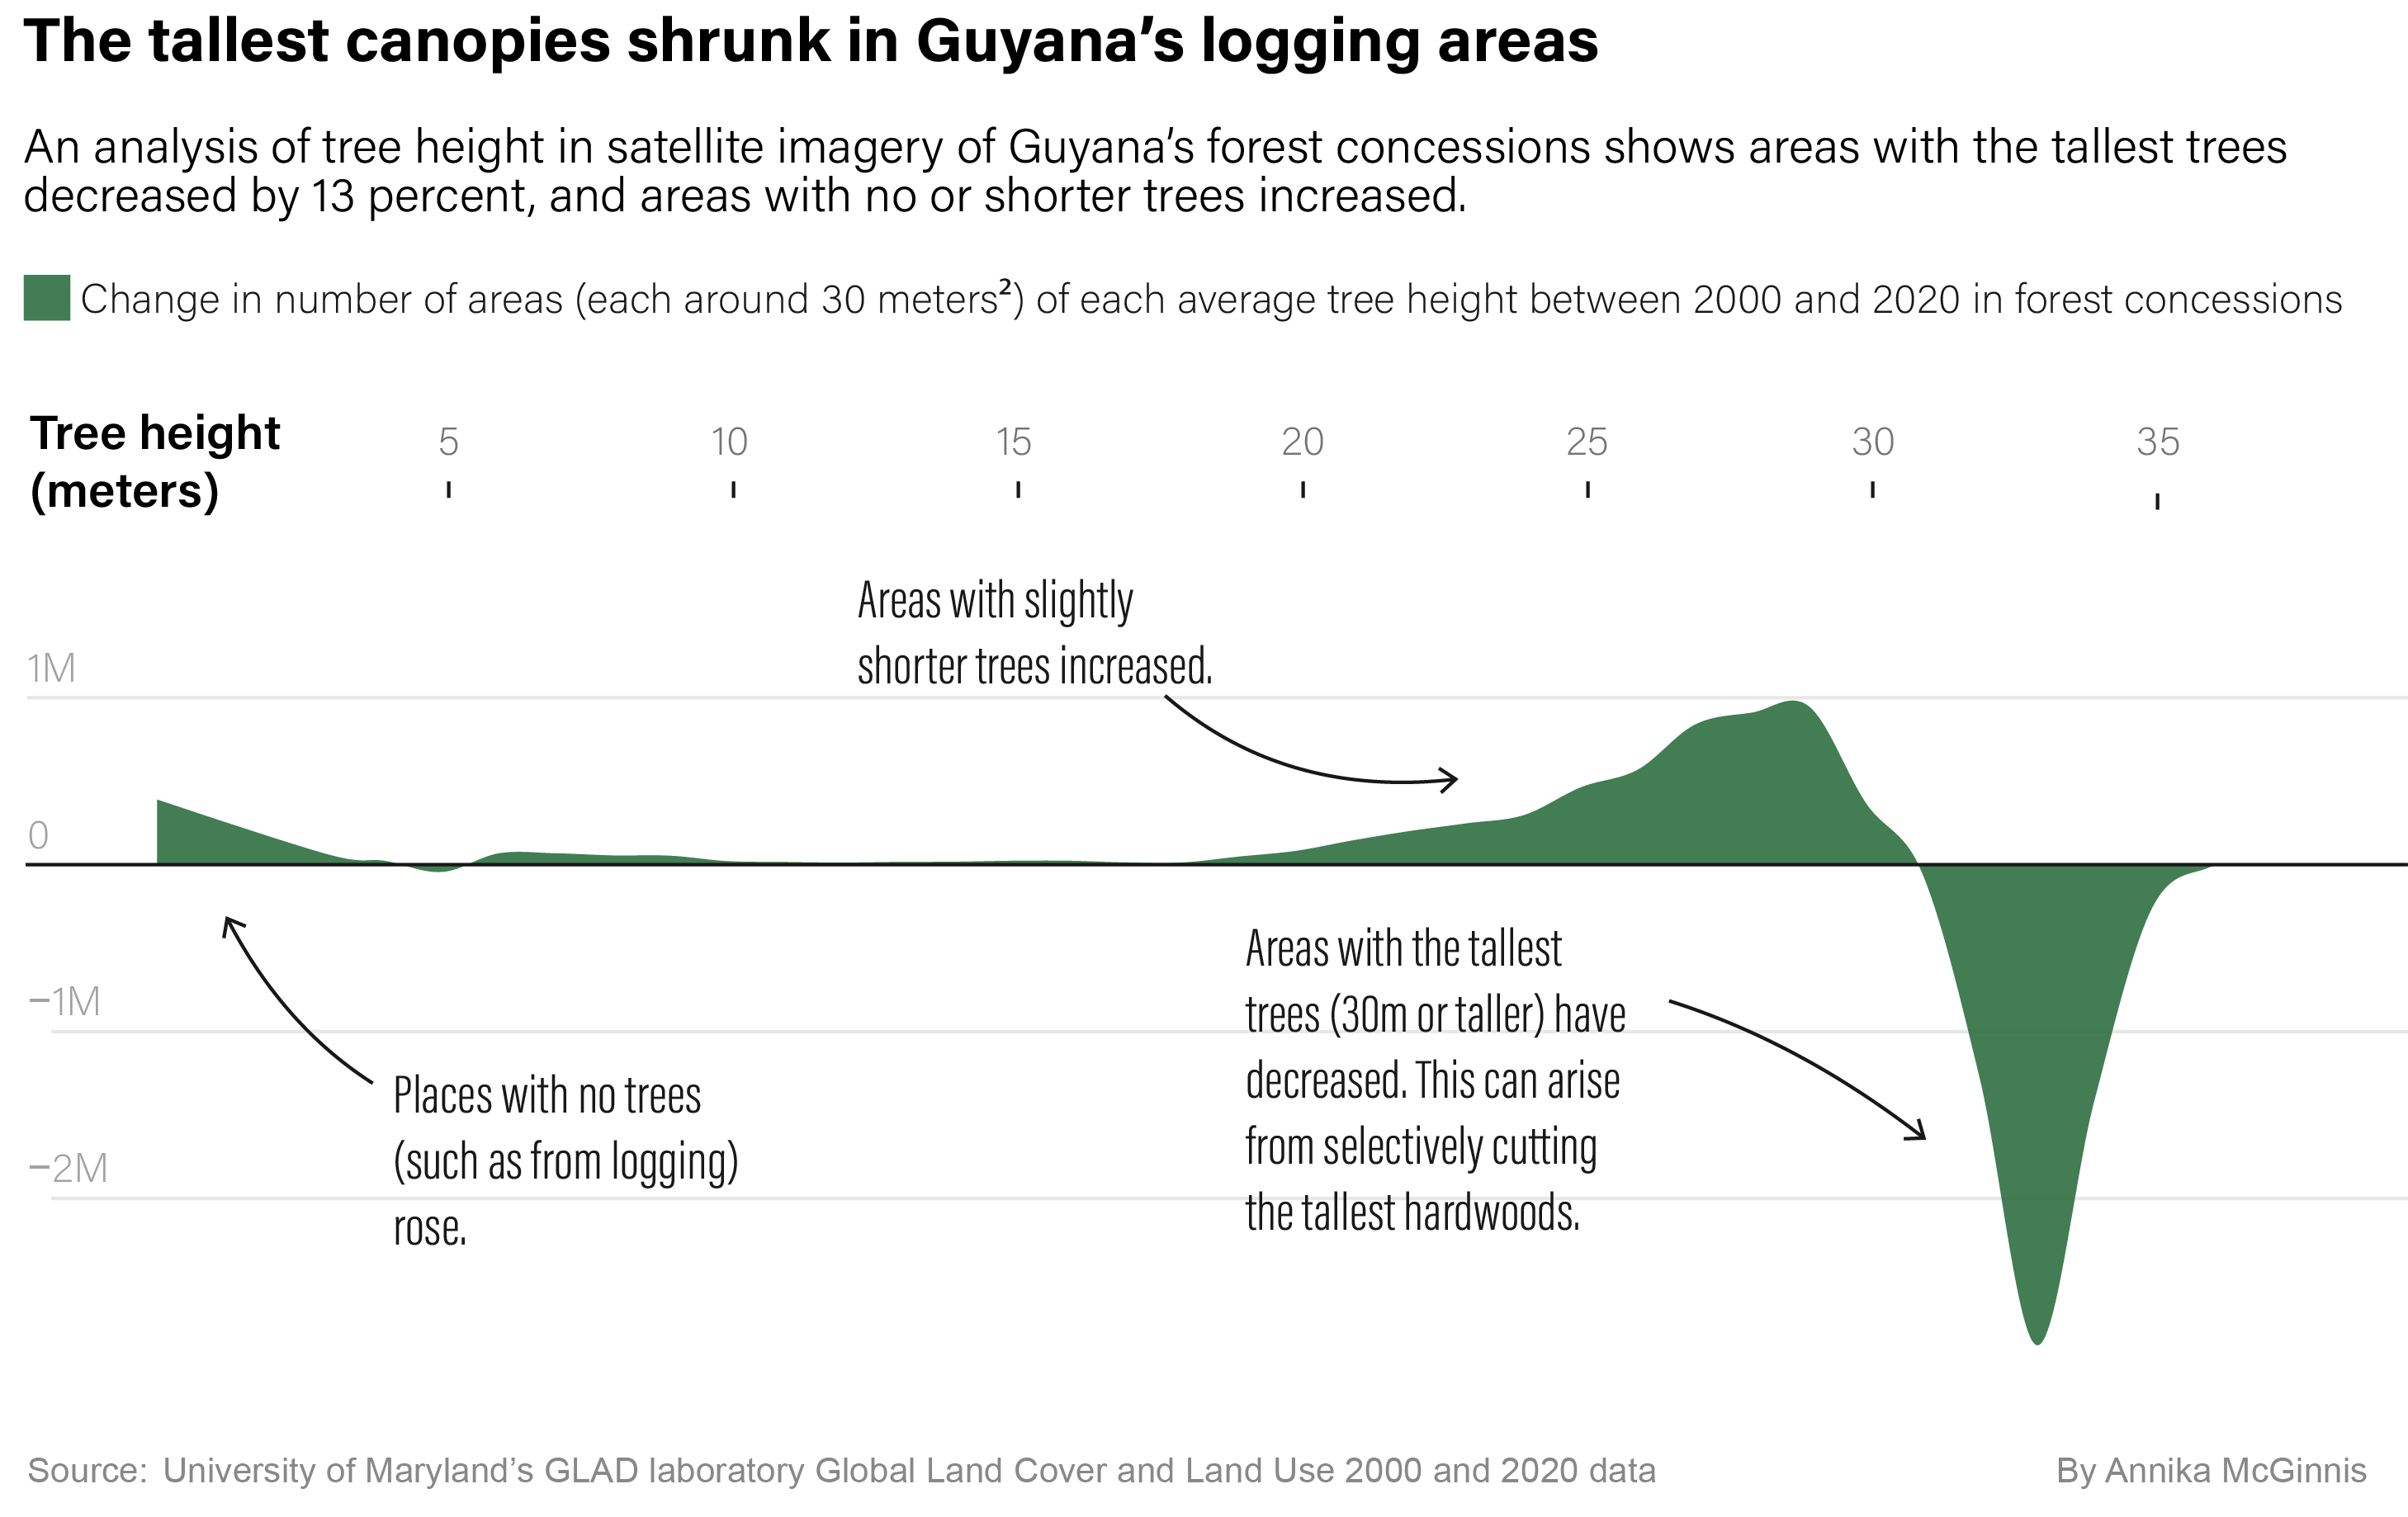 The tallest canopies shrunk in Guyana’s logging areas
An analysis of tree height in satellite imagery of Guyana’s forest concessions shows areas with the tallest trees
decreased by 13 percent, and areas with no or shorter trees increased.
Change in number of areas (each around 30 meters²) of each average tree height between 2000 and 2020 in forest concessions
Tree height
(meters)
5 10 15 20 25 30 35
Areas with slightly
shorter trees increased.
1M
0
−1M
−2M
Places with no trees
(such as from logging)
rose.
Areas with the tallest
trees (30m or taller) have
decreased. This can arise
from selectively cutting
the tallest hardwoods.
Source: University of Maryland’s GLAD laboratory Global Land Cover and Land Use 2000 and 2020 data
By Annika McGinnis